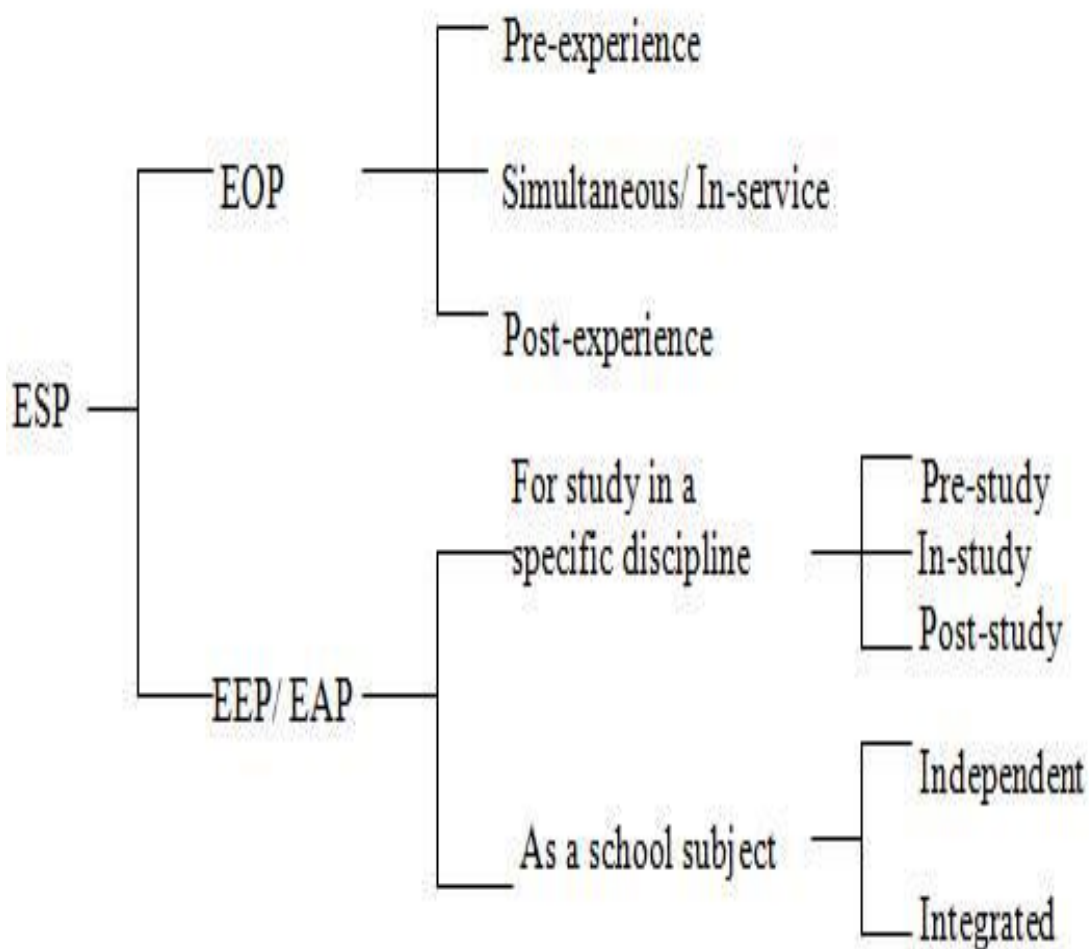 Pre-experience
EOP
Simultaneous/ In-service
Post-experience
ESP
For study in a
specific discipline
Pre-study
In-study
Post-study
EEP/ EAP
As a school subject
Independent
Integrated